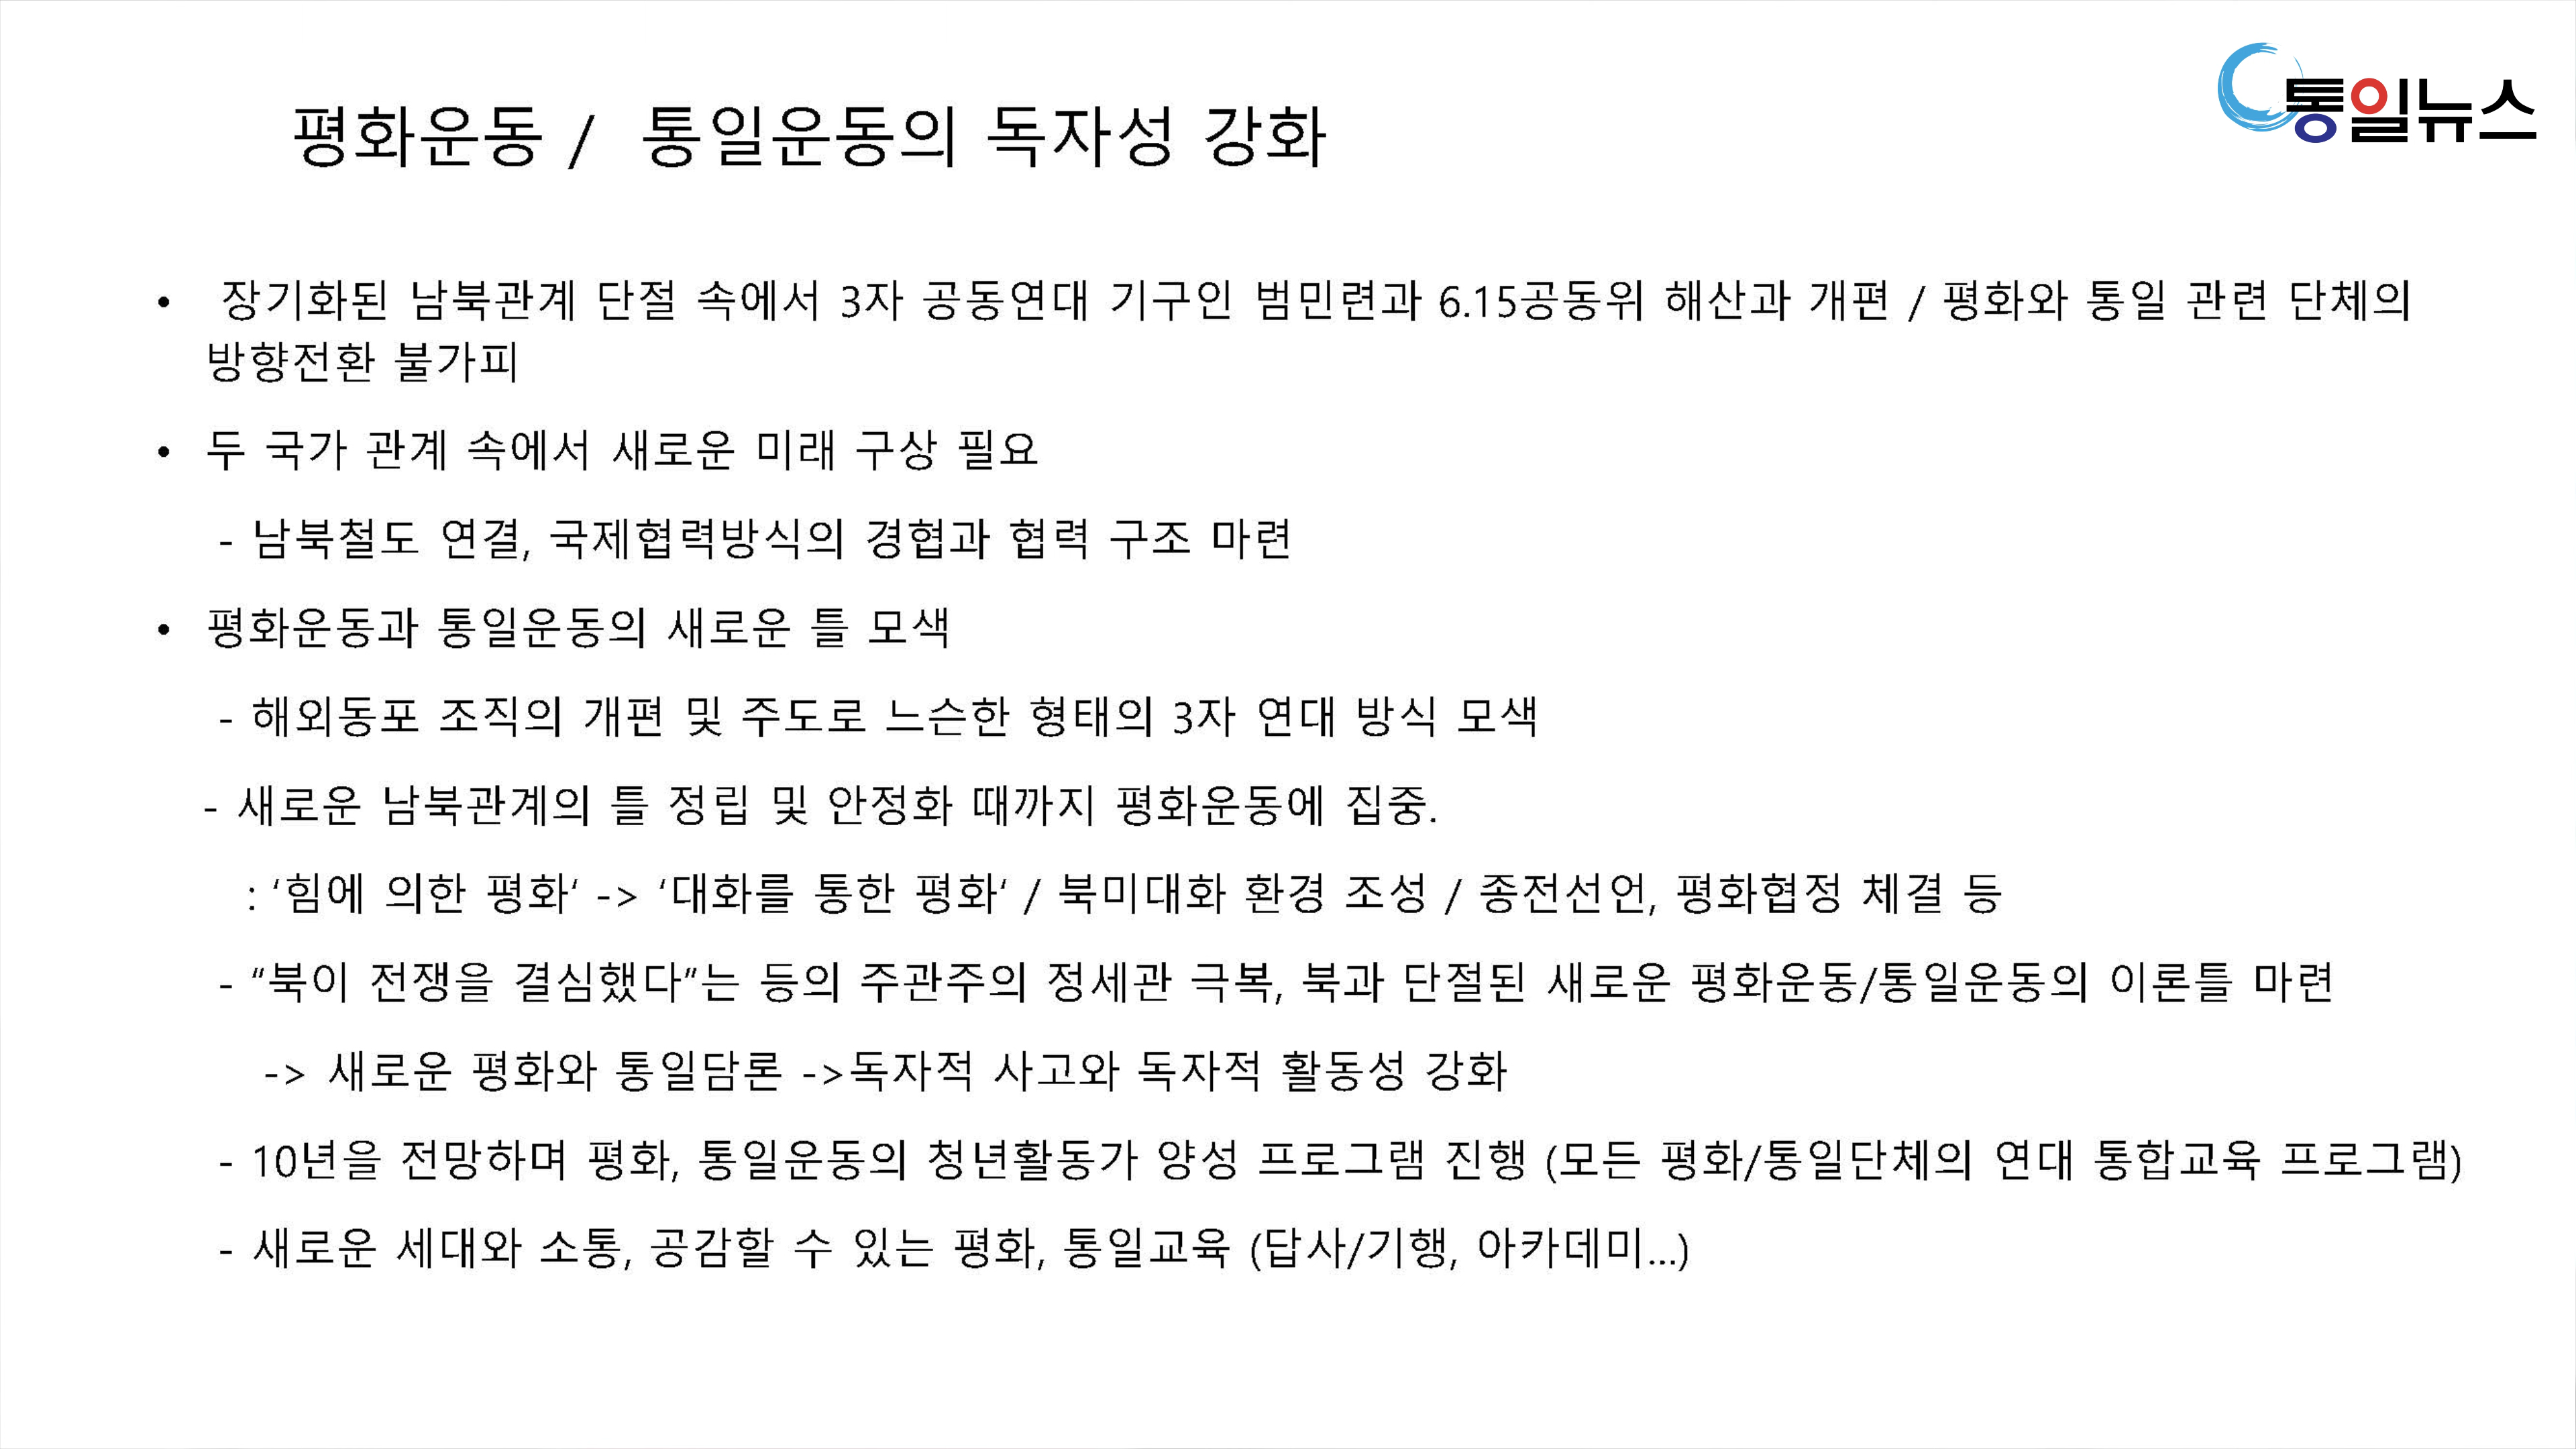 평화운동 / 통일운동의 독자성 강화
통일뉴스
• 장기화된 남북관계 단절 속에서 3자 공동연대 기구인 범민련과 6.15공동위 해산과 개편 / 평화와 통일 관련 단체의
방향전환 불가피
• 두 국가 관계 속에서 새로운 미래 구상 필요
- 남북철도 연결, 국제협력방식의 경협과 협력 구조 마련
• 평화운동과 통일운동의 새로운 틀 모색
- 해외동포 조직의 개편 및 주도로 느슨한 형태의 3자 연대 방식 모색
- 새로운 남북관계의 틀 정립 및 안정화 때까지 평화운동에 집중.
: ‘힘에 의한 평화‘ -> ‘대화를 통한 평화‘ / 북미대화 환경 조성 / 종전선언, 평화협정 체결 등
- “북이 전쟁을 결심했다”는 등의 주관주의 정세관 극복, 북과 단절된 새로운 평화운동/통일운동의 이론틀 마련
-> 새로운 평화와 통일담론 ->독자적 사고와 독자적 활동성 강화
- 10년을 전망하며 평화, 통일운동의 청년활동가 양성 프로그램 진행 (모든 평화/통일단체의 연대 통합교육 프로그램)
- 새로운 세대와 소통, 공감할 수 있는 평화, 통일교육 (답사/기행, 아카데미...)